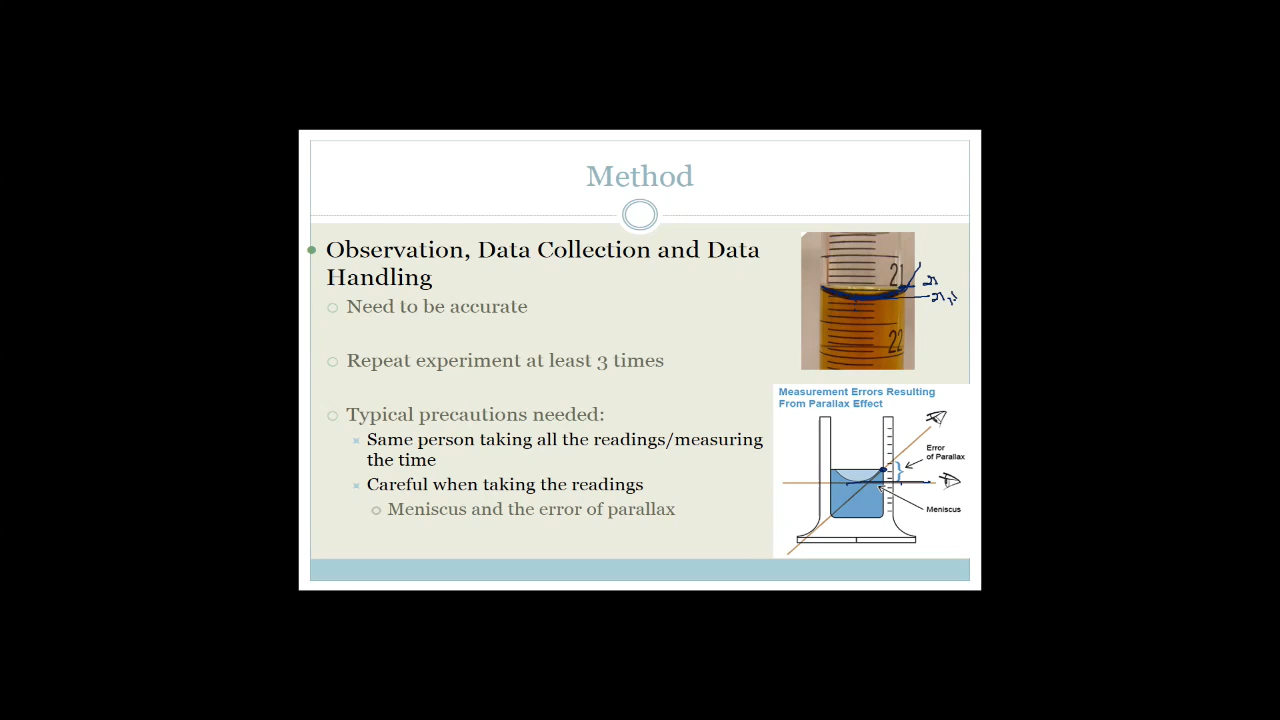 Method
Observation, Data Collection and Data
Handling
Need to be accurate
Repeat experiment at least 3 times
Typical precautions needed:
Same person taking all the readings/measuring
the time
Careful when taking the readings
Meniscus and the error of parallax
21
22
Measurement Errors Resulting
From Parallax Effect
Error
of Parallax
Meniscus